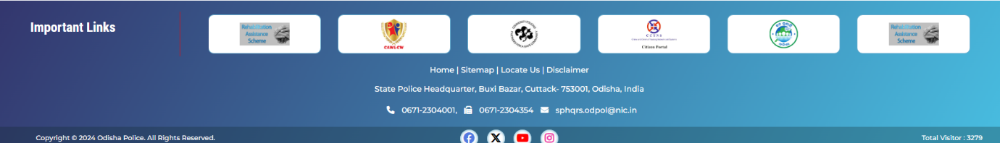 Important Links
Rehabilitation
Assistance
Scheme
CAW&CW
CCTNS
Citizen Portal
Rehabilitation
Assistance
Scheme
Home | Sitemap | Locate Us | Disclaimer
State Police Headquarter, Buxi Bazar, Cuttack- 753001, Odisha, India
0671-2304001, 0671-2304354 sphqrs.odpol@nic.in
Copyright © 2024 Odisha Police. All Rights Reserved.
Total Visitor : 3279